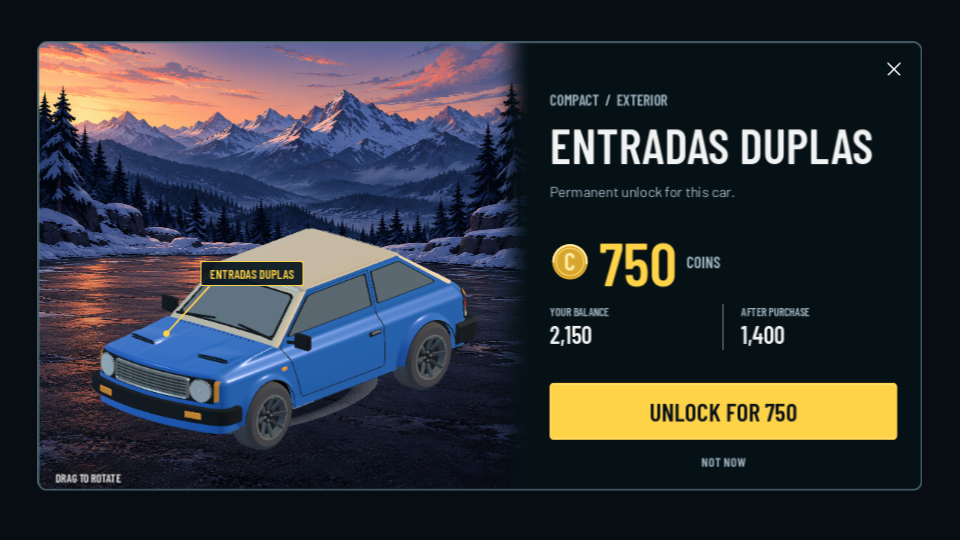 COMPACT / EXTERIOR
ENTRADAS DUPLAS
Permanent unlock for this car.
C 750 COINS
YOUR BALANCE
2,150
AFTER PURCHASE
1,400
UNLOCK FOR 750
NOT NOW
ENTRADAS DUPLAS
DRAG TO ROTATE